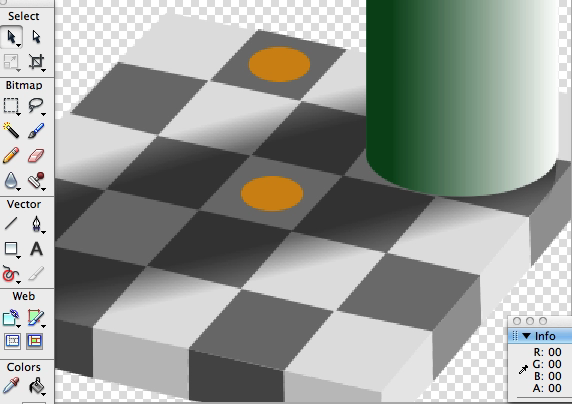 Select
Bitmap
Vector
A
Web
Colors
Info
R: 00
G: 00
B: 00
A: 00